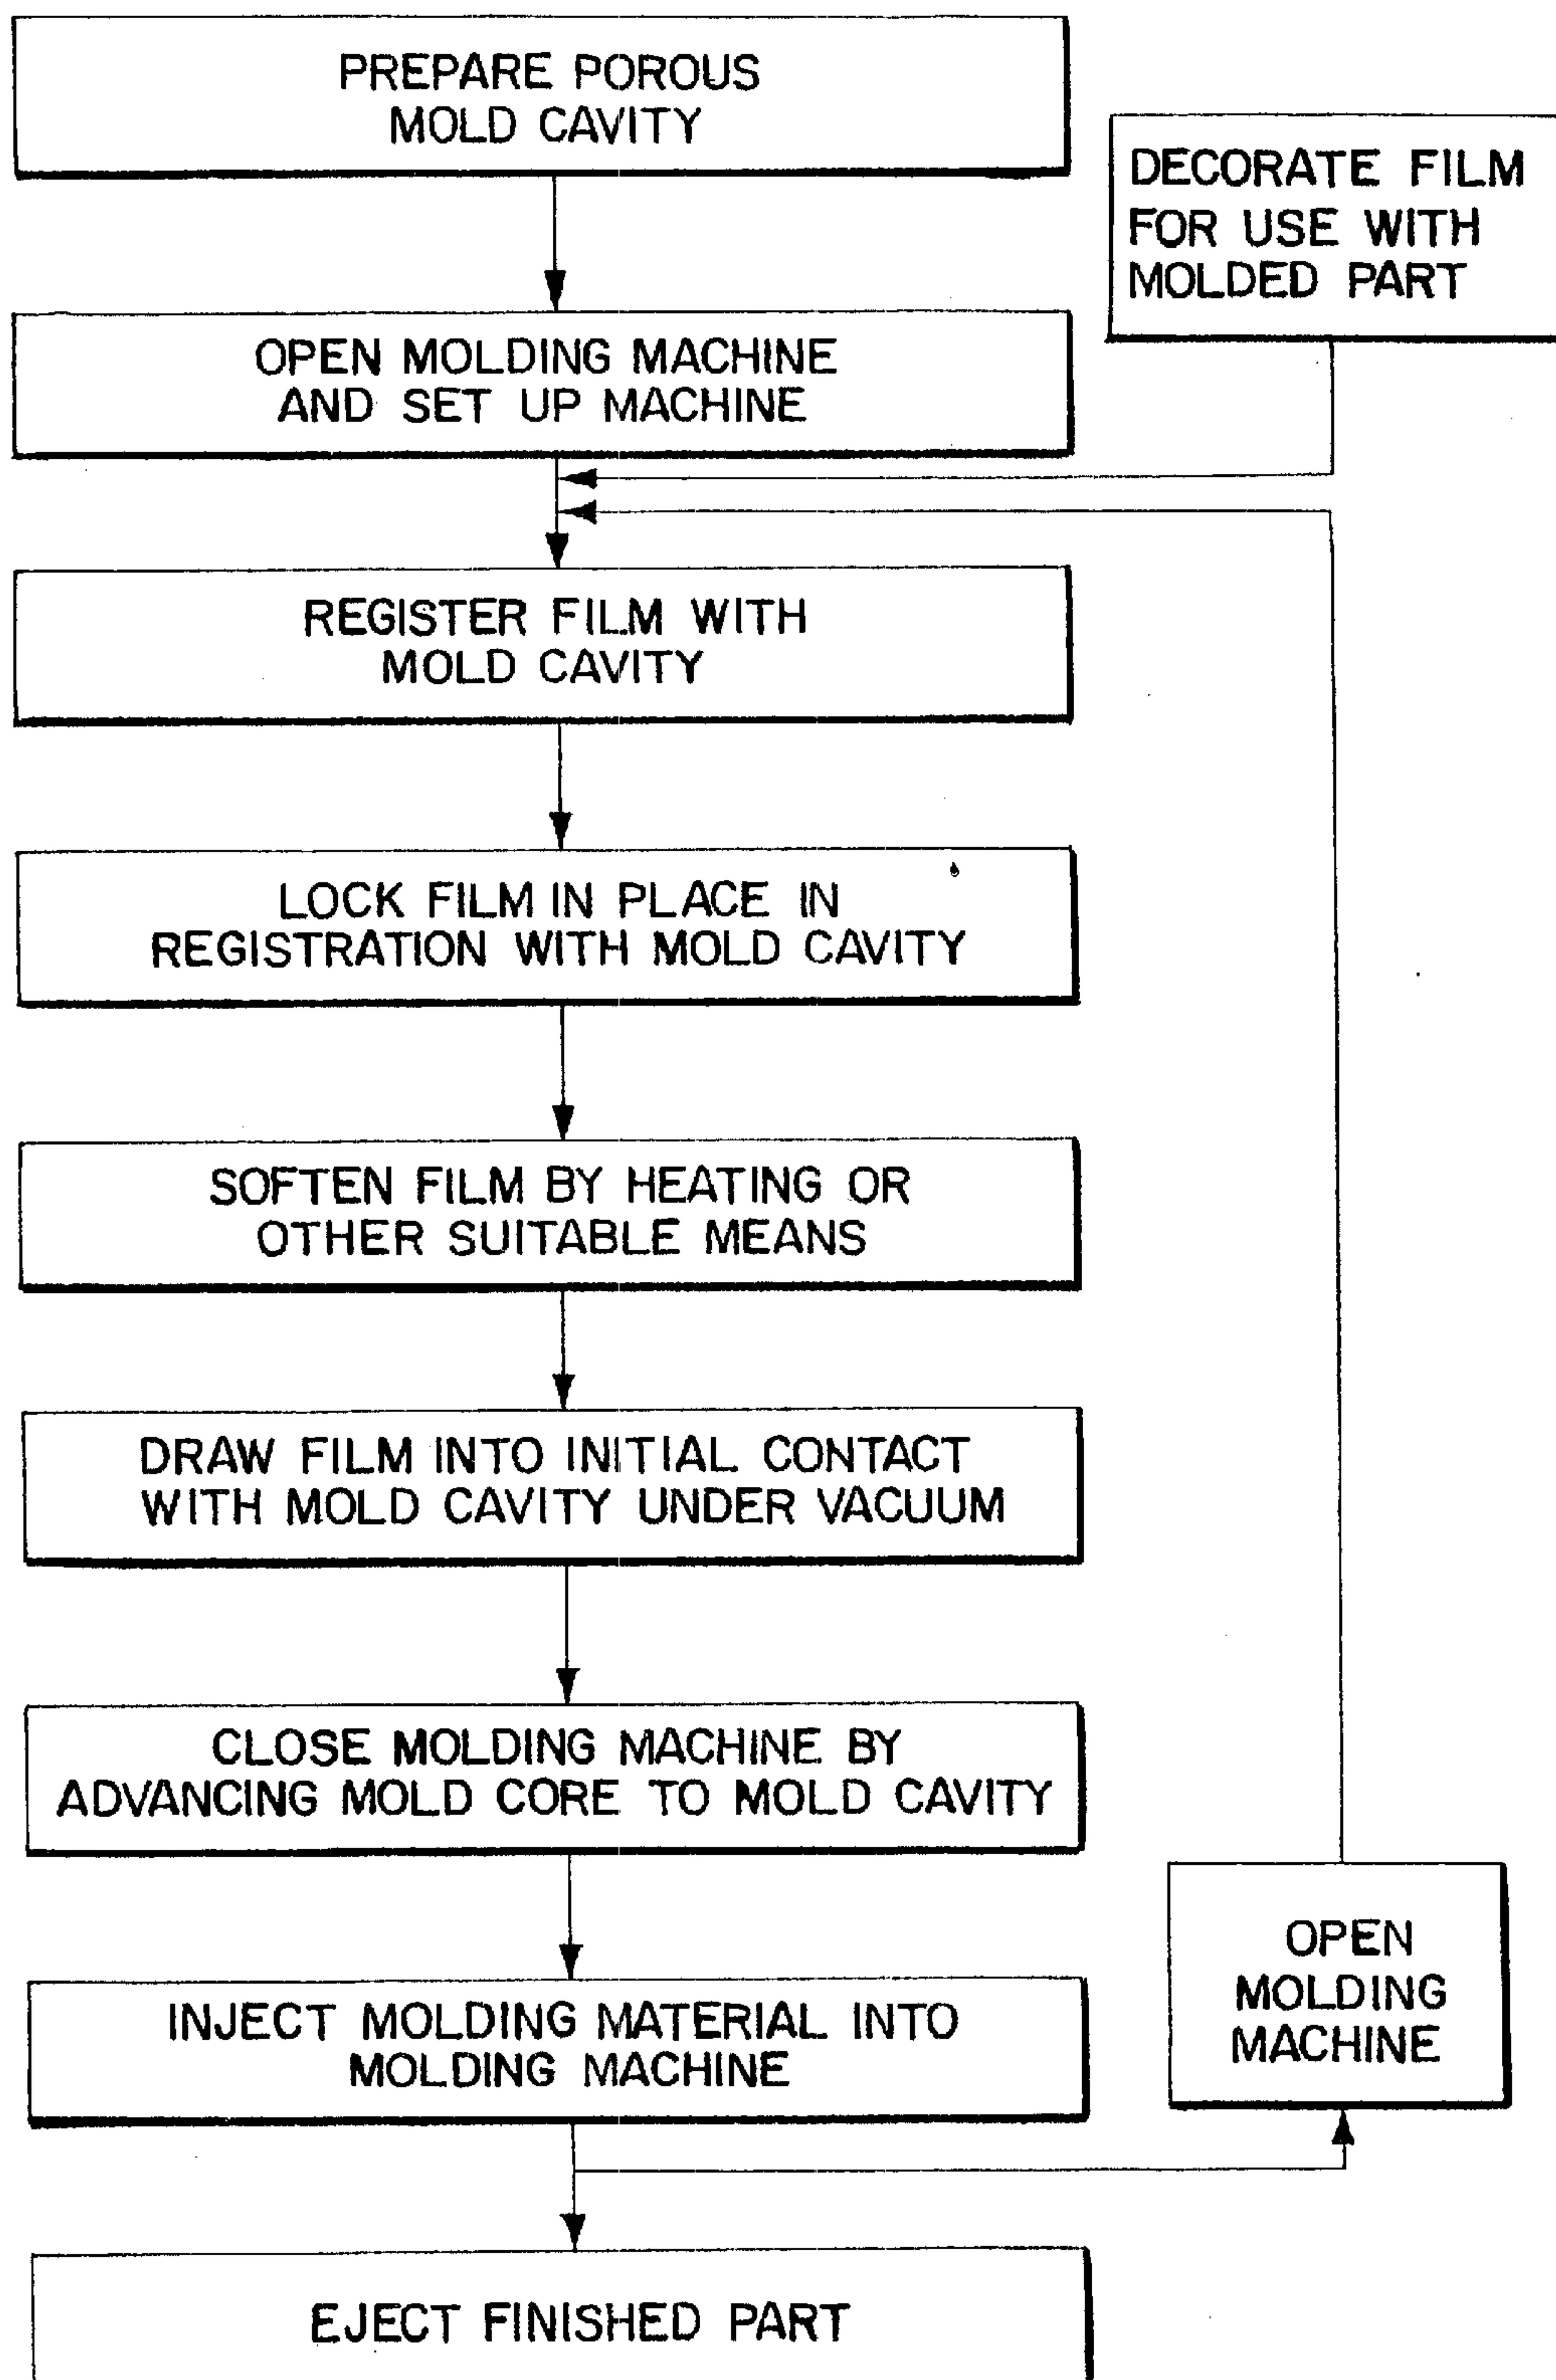 PREPARE POROUS
MOLD CAVITY
DECORATE FILM
FOR USE WITH
MOLDED PART
OPEN MOLDING MACHINE
AND SET UP MACHINE
REGISTER FILM WITH
MOLD CAVITY
LOCK FILM IN PLACE IN
REGISTRATION WITH MOLD CAVITY
SOFTEN FILM BY HEATING OR
OTHER SUITABLE MEANS
DRAW FILM INTO INITIAL CONTACT
WITH MOLD CAVITY UNDER VACUUM
CLOSE MOLDING MACHINE BY
ADVANCING MOLD CORE TO MOLD CAVITY
INJECT MOLDING MATERIAL INTO
MOLDING MACHINE
OPEN
MOLDING
MACHINE
EJECT FINISHED PART